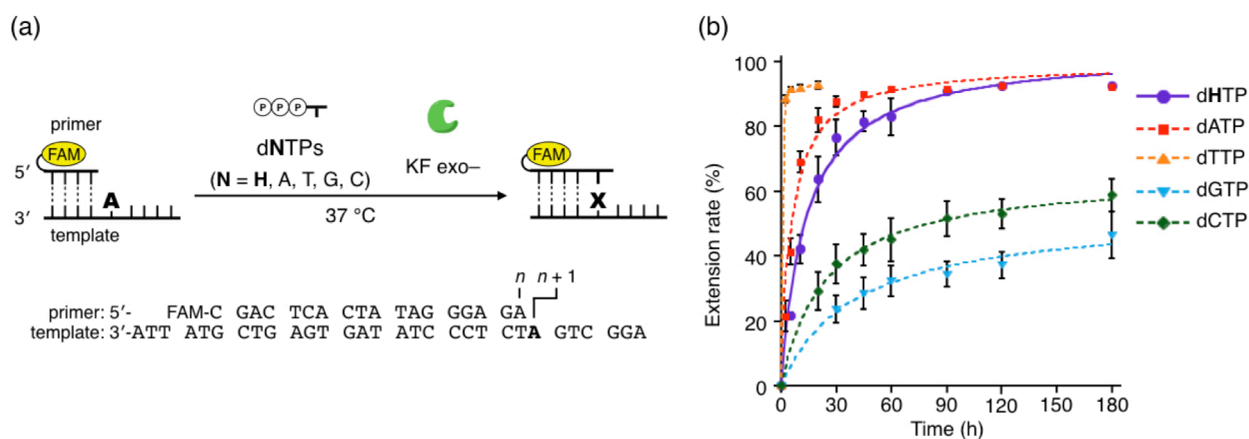 (a)
P P P
primer
dNTPs
KF exo–
FAM
FAM
5′
(N = H, A, T, G, C)
A
X
3′
37 °C
template
n n + 1
primer: 5′- FAM-C GAC TCA CTA TAG GGA GA
template: 3′-ATT ATG CTG AGT GAT ATC CCT CTA GTC GGA
(b)
100
80
60
40
20
0
Extension rate (%)
0 30 60 90 120 150 180
Time (h)
dHTP
dATP
dTTP
dGTP
dCTP